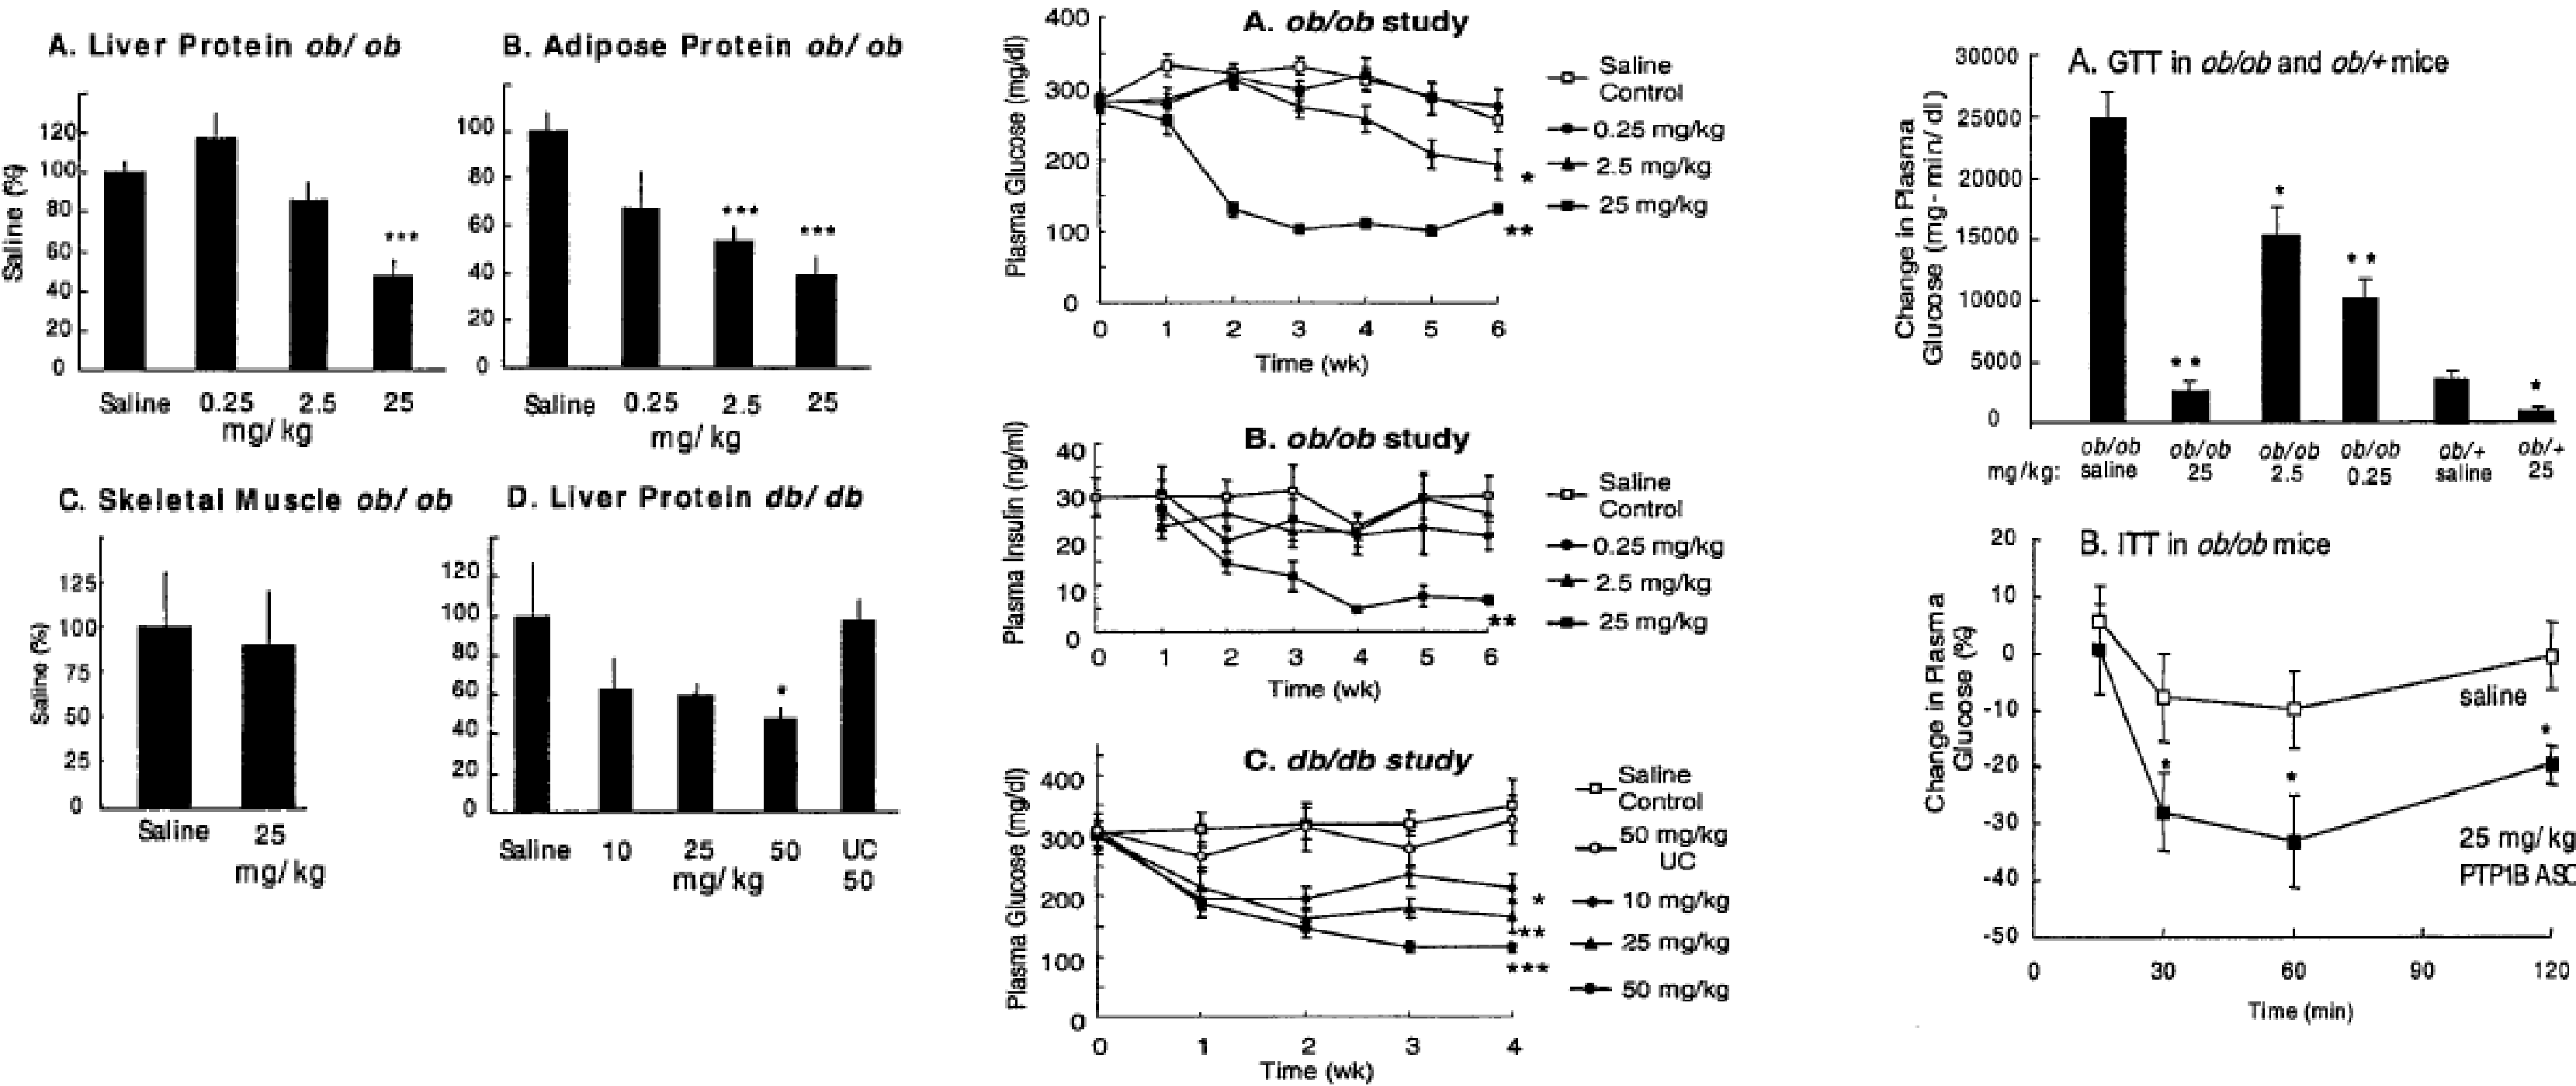 A. Liver Protein ob/ ob
Saline (%)
120
100
80
60
40
20
0
***
Saline 0.25 2.5 25
mg/ kg
B. Adipose Protein ob/ ob
100
80
60
40
20
0
*** ***
Saline 0.25 2.5 25
mg/ kg
C. Skeletal Muscle ob/ ob
Saline (%)
125
100
75
50
25
0
Saline 25
mg/ kg
D. Liver Protein db/ db
120
100
80
60
40
20
0
*
Saline 10 25 50 UC
mg/ kg 50
A. ob/ob study
Plasma Glucose (mg/dl)
400
300
200
100
0
*
**
0 1 2 3 4 5 6
Time (wk)
Saline
Control
0.25 mg/kg
2.5 mg/kg
25 mg/kg
B. ob/ob study
Plasma Insulin (ng/ml)
40
30
20
10
0
**
0 1 2 3 4 5 6
Time (wk)
Saline
Control
0.25 mg/kg
2.5 mg/kg
25 mg/kg
C. db/db study
Plasma Glucose (mg/dl)
400
300
200
100
0
*
**
***
0 1 2 3 4
Time (wk)
Saline
Control
50 mg/kg
UC
10 mg/kg
25 mg/kg
50 mg/kg
A. GTT in ob/ob and ob/+ mice
Change in Plasma
Glucose (mg- min/ dl)
30000
25000
20000
15000
10000
5000
0
* *
*
* *
*
ob/ob ob/ob ob/ob ob/ob ob/+ ob/+
mg/kg: saline 25 2.5 0.25 saline 25
B. ITT in ob/ob mice
Change in Plasma
Glucose (%)
20
10
0
-10
-20
-30
-40
-50
saline
* * *
25 mg/ kg
PTP1B ASO
0 30 60 90 120
Time (min)